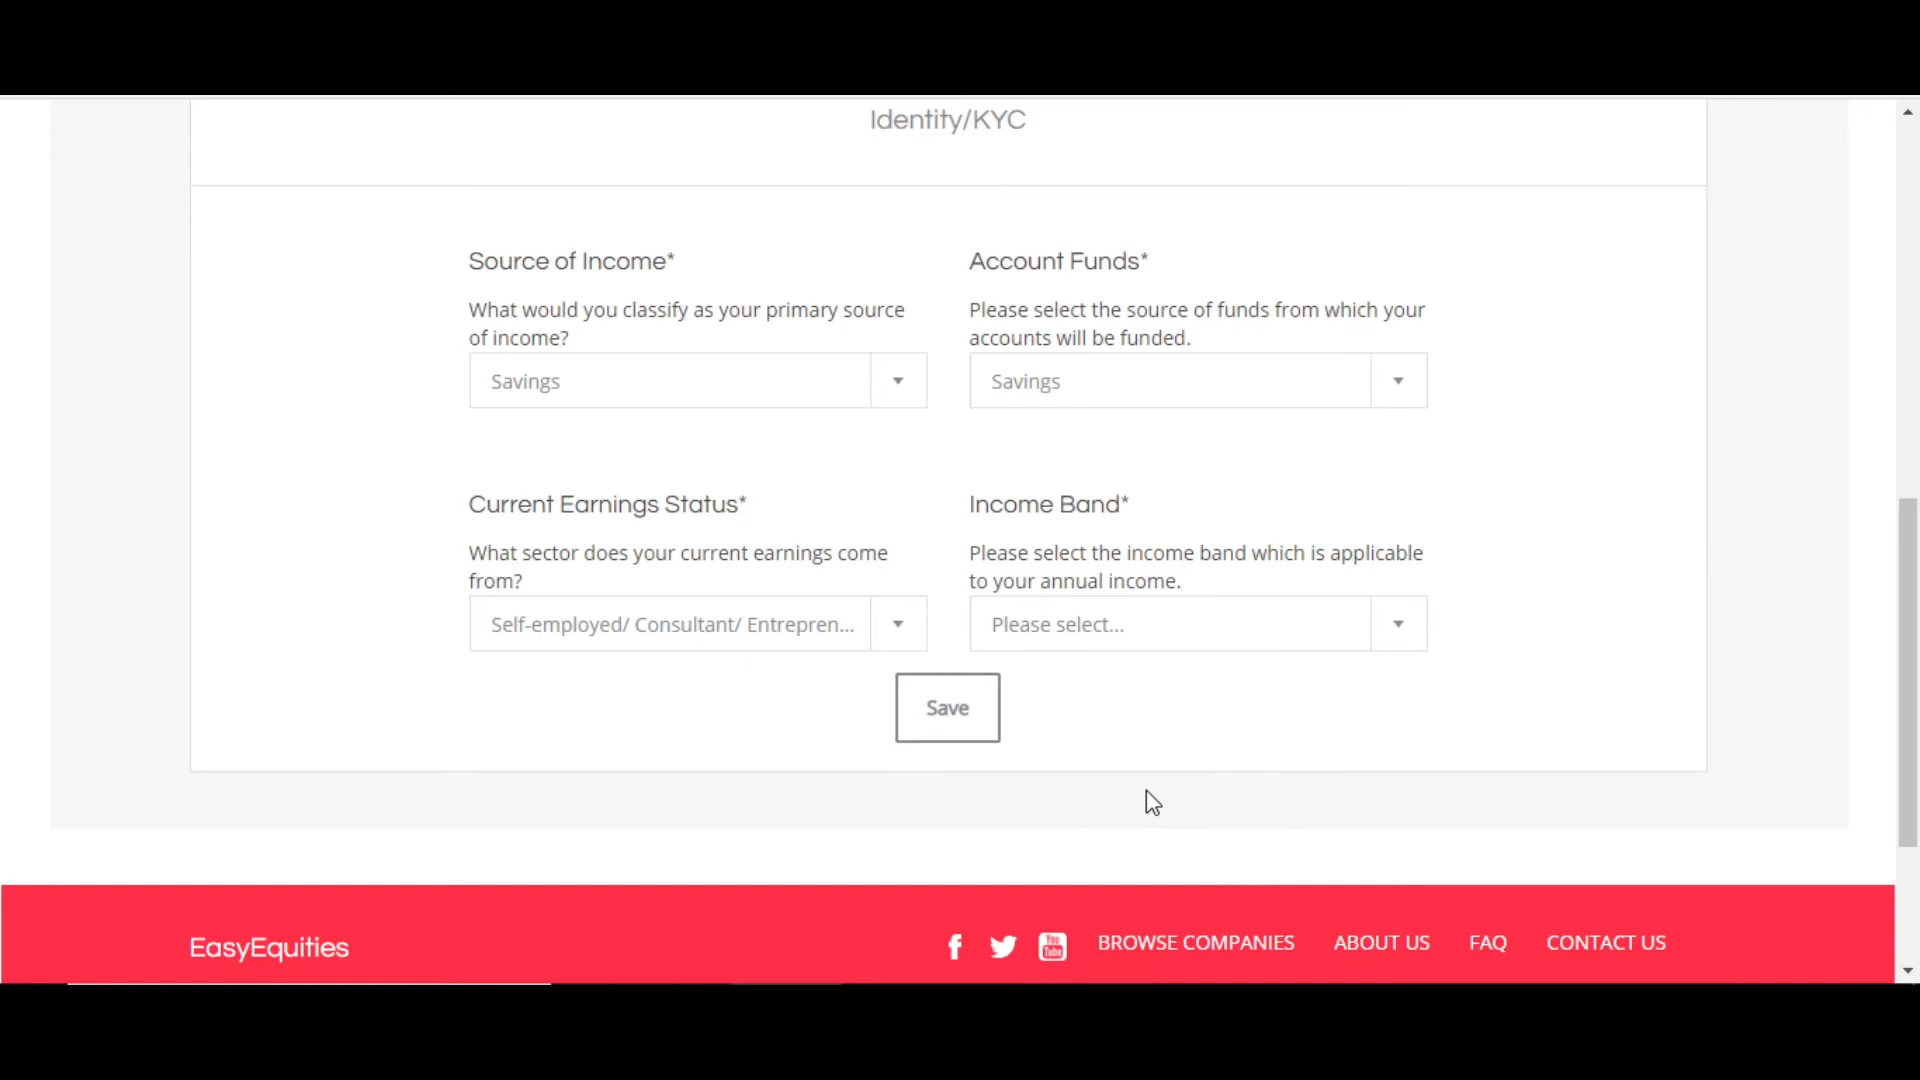 Identity/KYC
Source of Income*
What would you classify as your primary source
of income?
Savings
Account Funds*
Please select the source of funds from which your
accounts will be funded.
Savings
Current Earnings Status*
What sector does your current earnings come
from?
Self-employed/ Consultant/ Entrepren...
Income Band*
Please select the income band which is applicable
to your annual income.
Please select...
Save
EasyEquities
You
Tube
BROWSE COMPANIES
ABOUT US
FAQ
CONTACT US